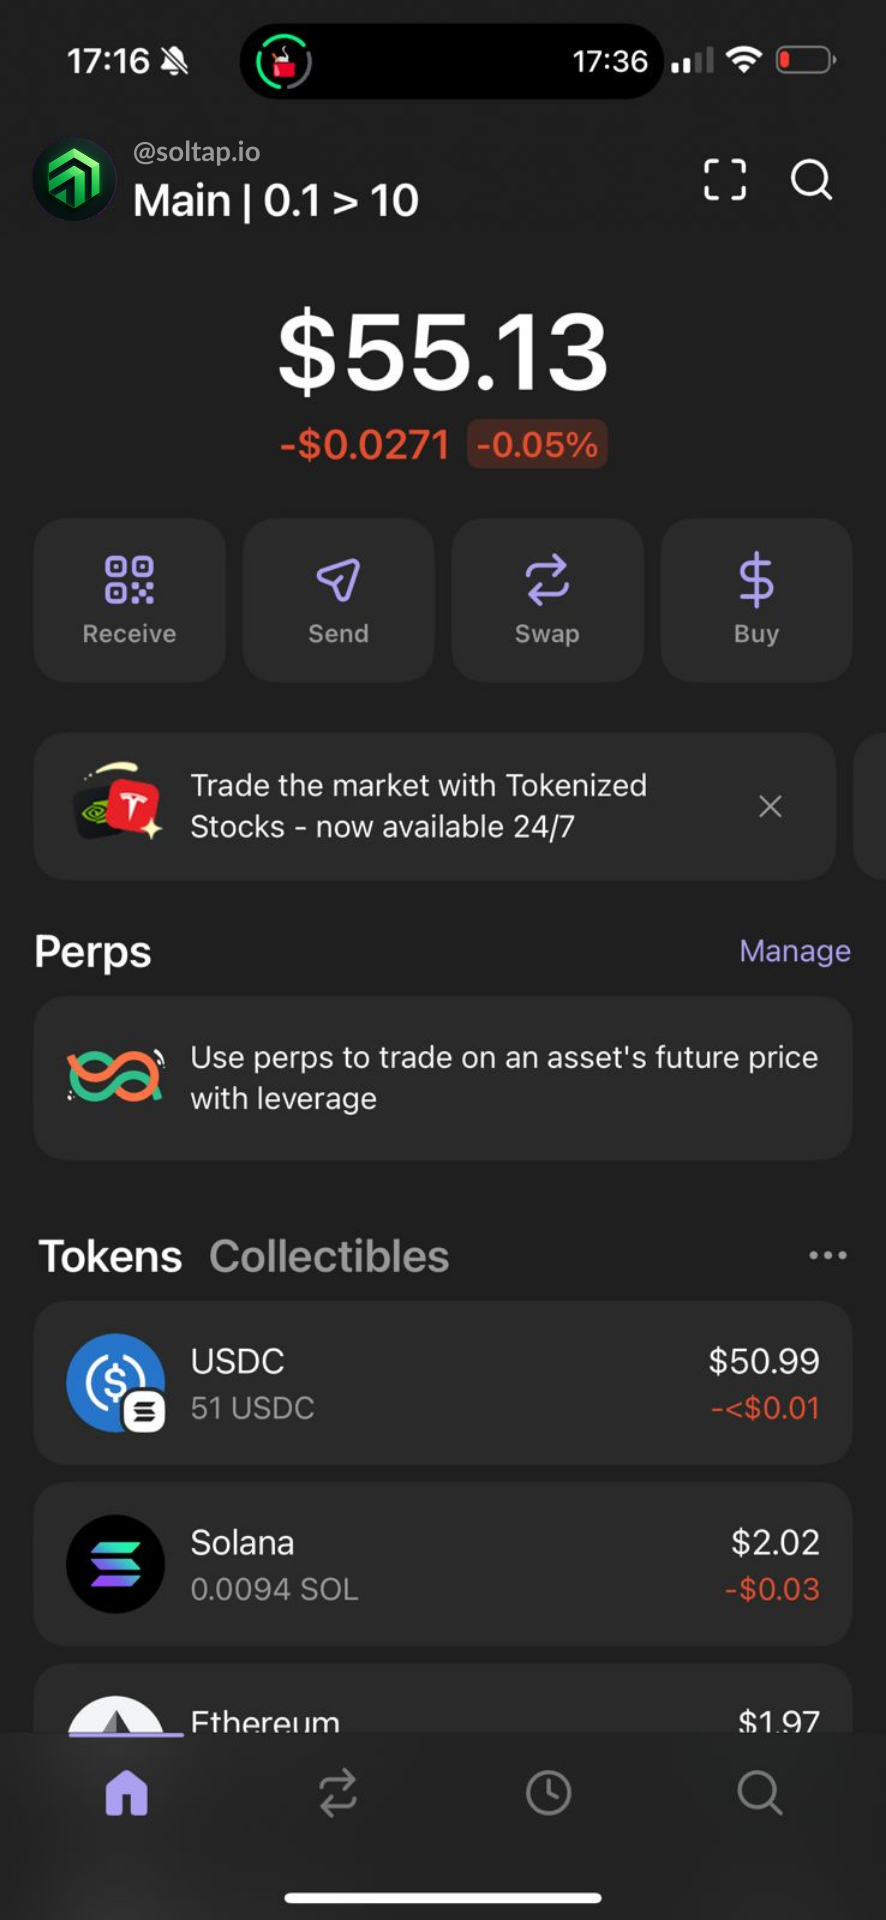 17:16
17:36
@soltap.io
Main | 0.1 > 10
$55.13
-$0.0271 -0.05%
Receive
Send
Swap
Buy
Trade the market with Tokenized
Stocks - now available 24/7
Perps
Manage
Use perps to trade on an asset's future price
with leverage
Tokens Collectibles
USDC
$50.99
51 USDC
-<$0.01
Solana
$2.02
0.0094 SOL
-$0.03
Ethereum
$1.97